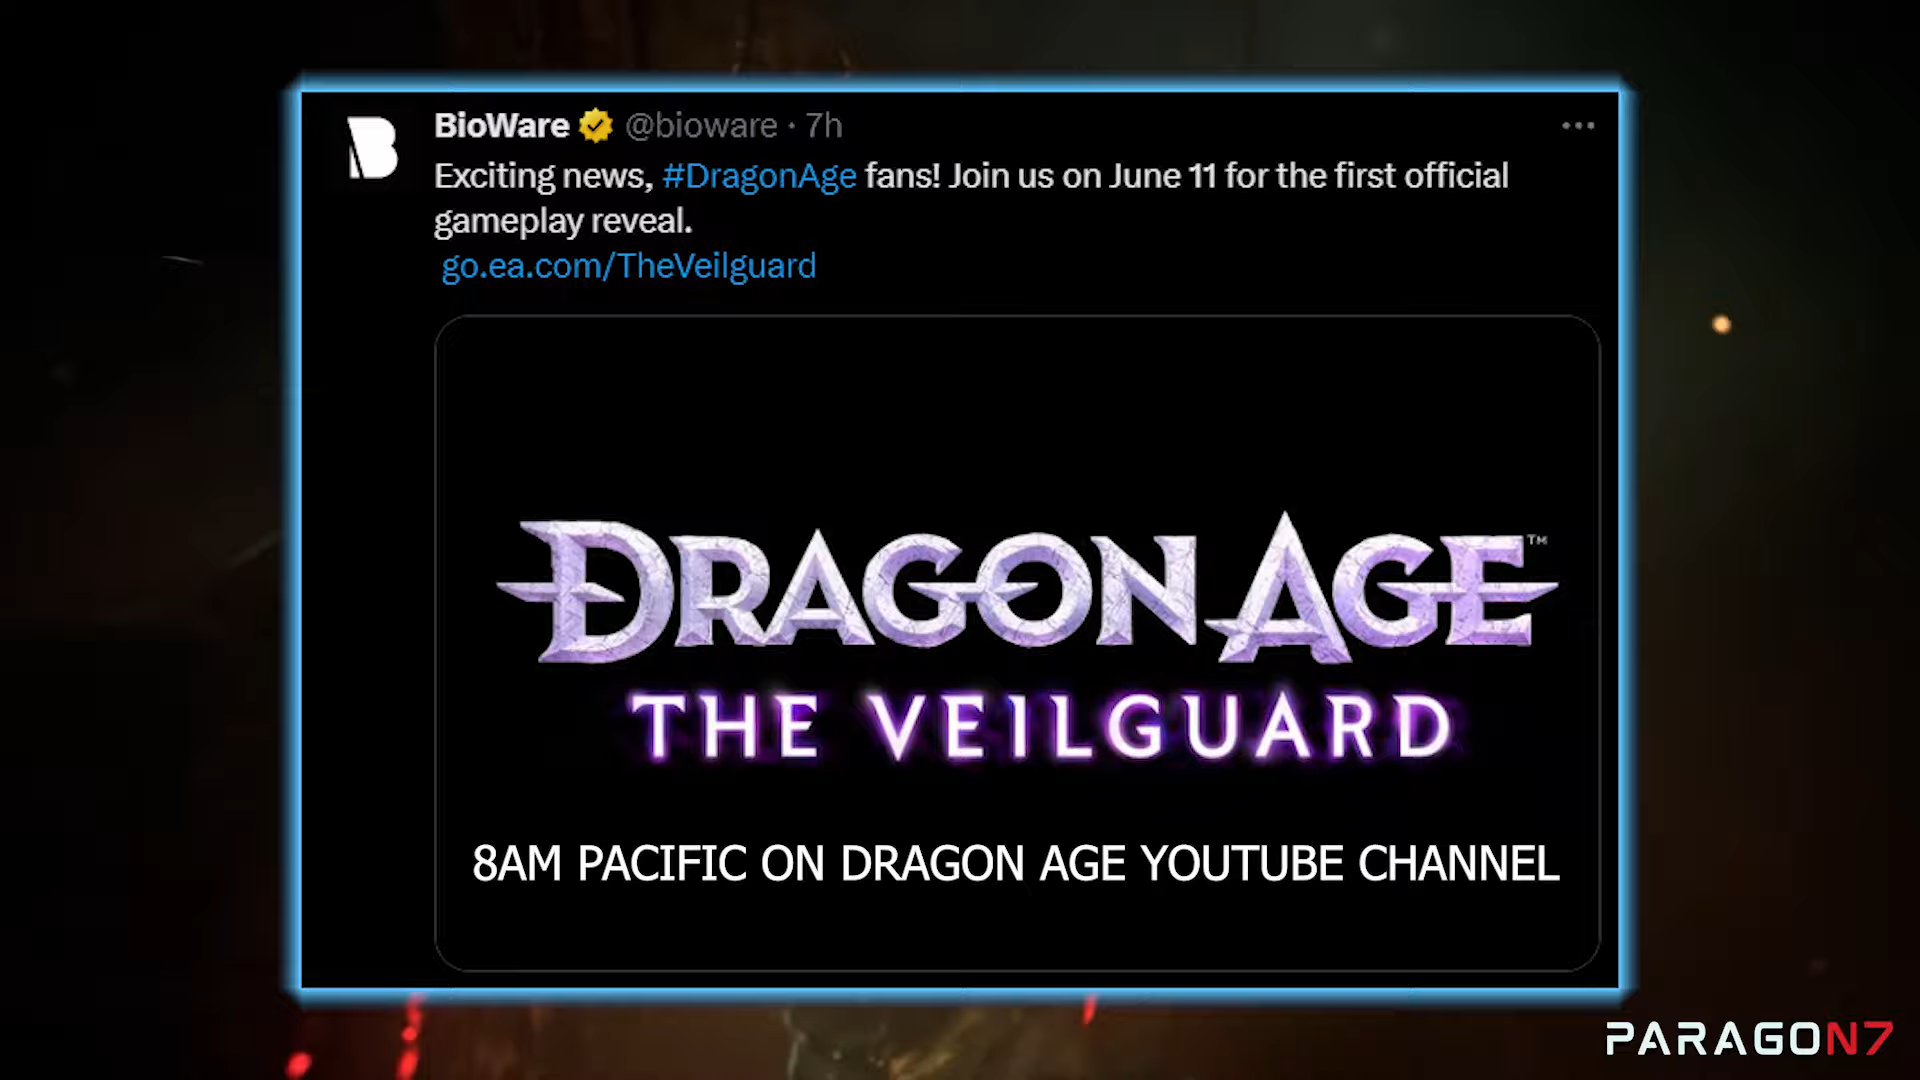 BioWare @bioware · 7h
Exciting news, #DragonAge fans! Join us on June 11 for the first official
gameplay reveal.
go.ea.com/TheVeilguard
DRAGON AGE™
THE VEILGUARD
8AM PACIFIC ON DRAGON AGE YOUTUBE CHANNEL
PARAGON7